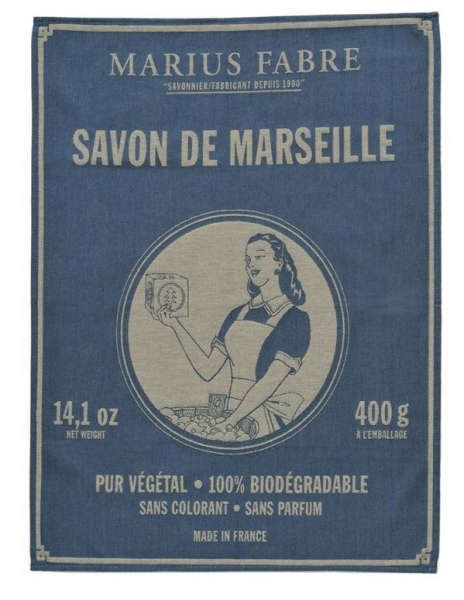 MARIUS FABRE
"SAVONNIER/FABRICANT DEPUIS 1900"
SAVON DE MARSEILLE
14,1 oz
NET WEIGHT
400 g
À L'EMBALLAGE
PUR VÉGÉTAL • 100% BIODÉGRADABLE
SANS COLORANT • SANS PARFUM
MADE IN FRANCE